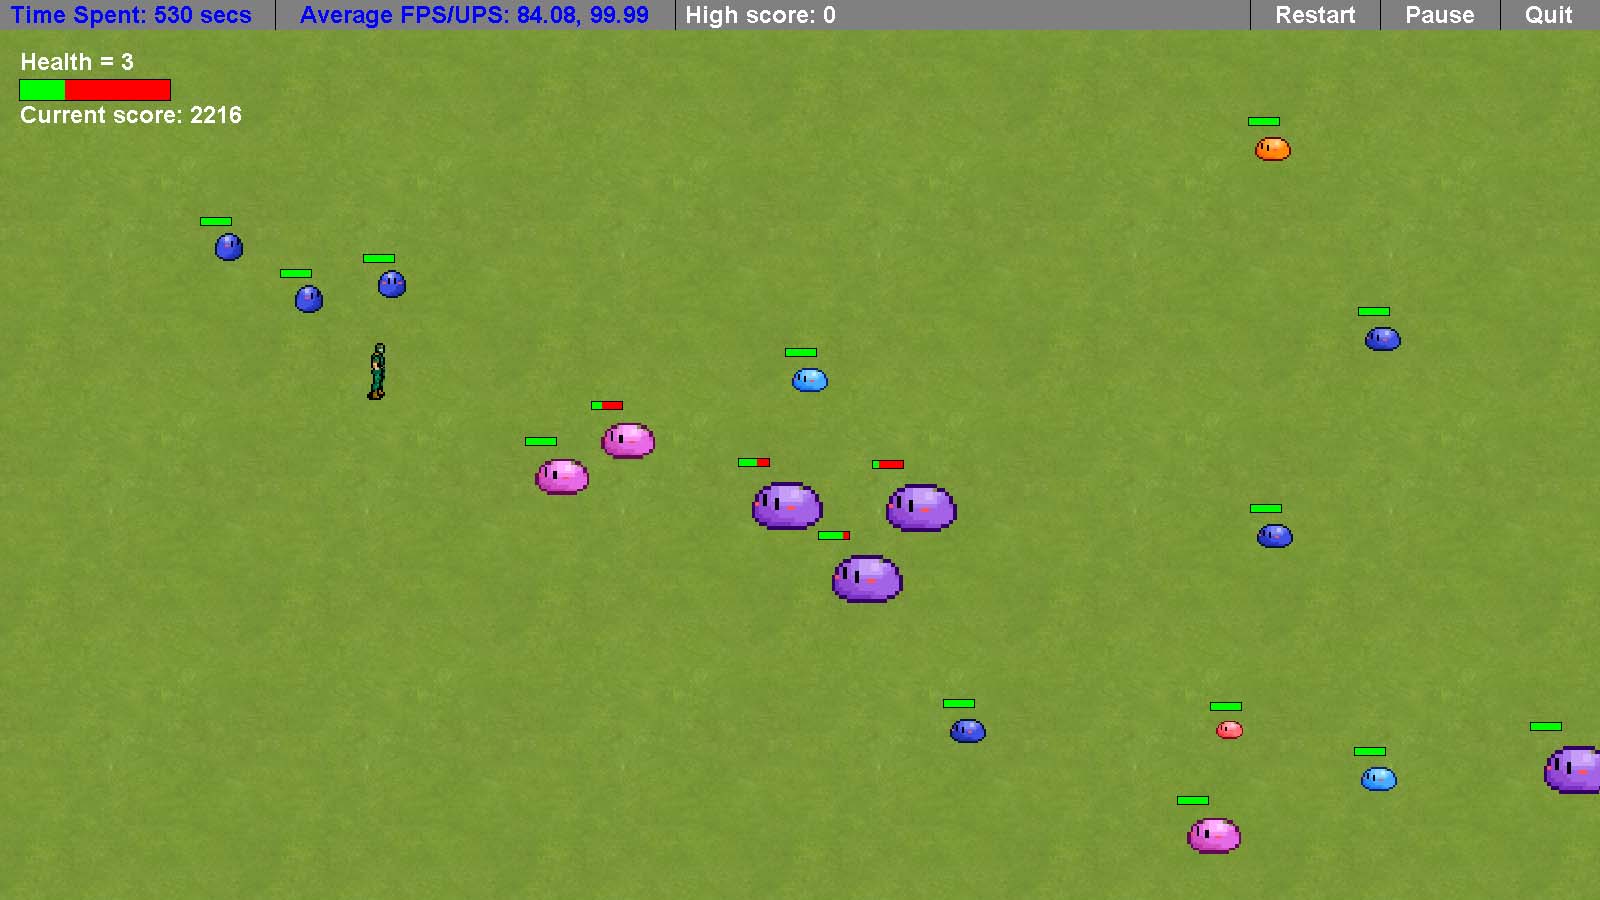 Time Spent: 530 secs
Average FPS/UPS: 84.08, 99.99
High score: 0
Restart
Pause
Quit
Health = 3
Current score: 2216